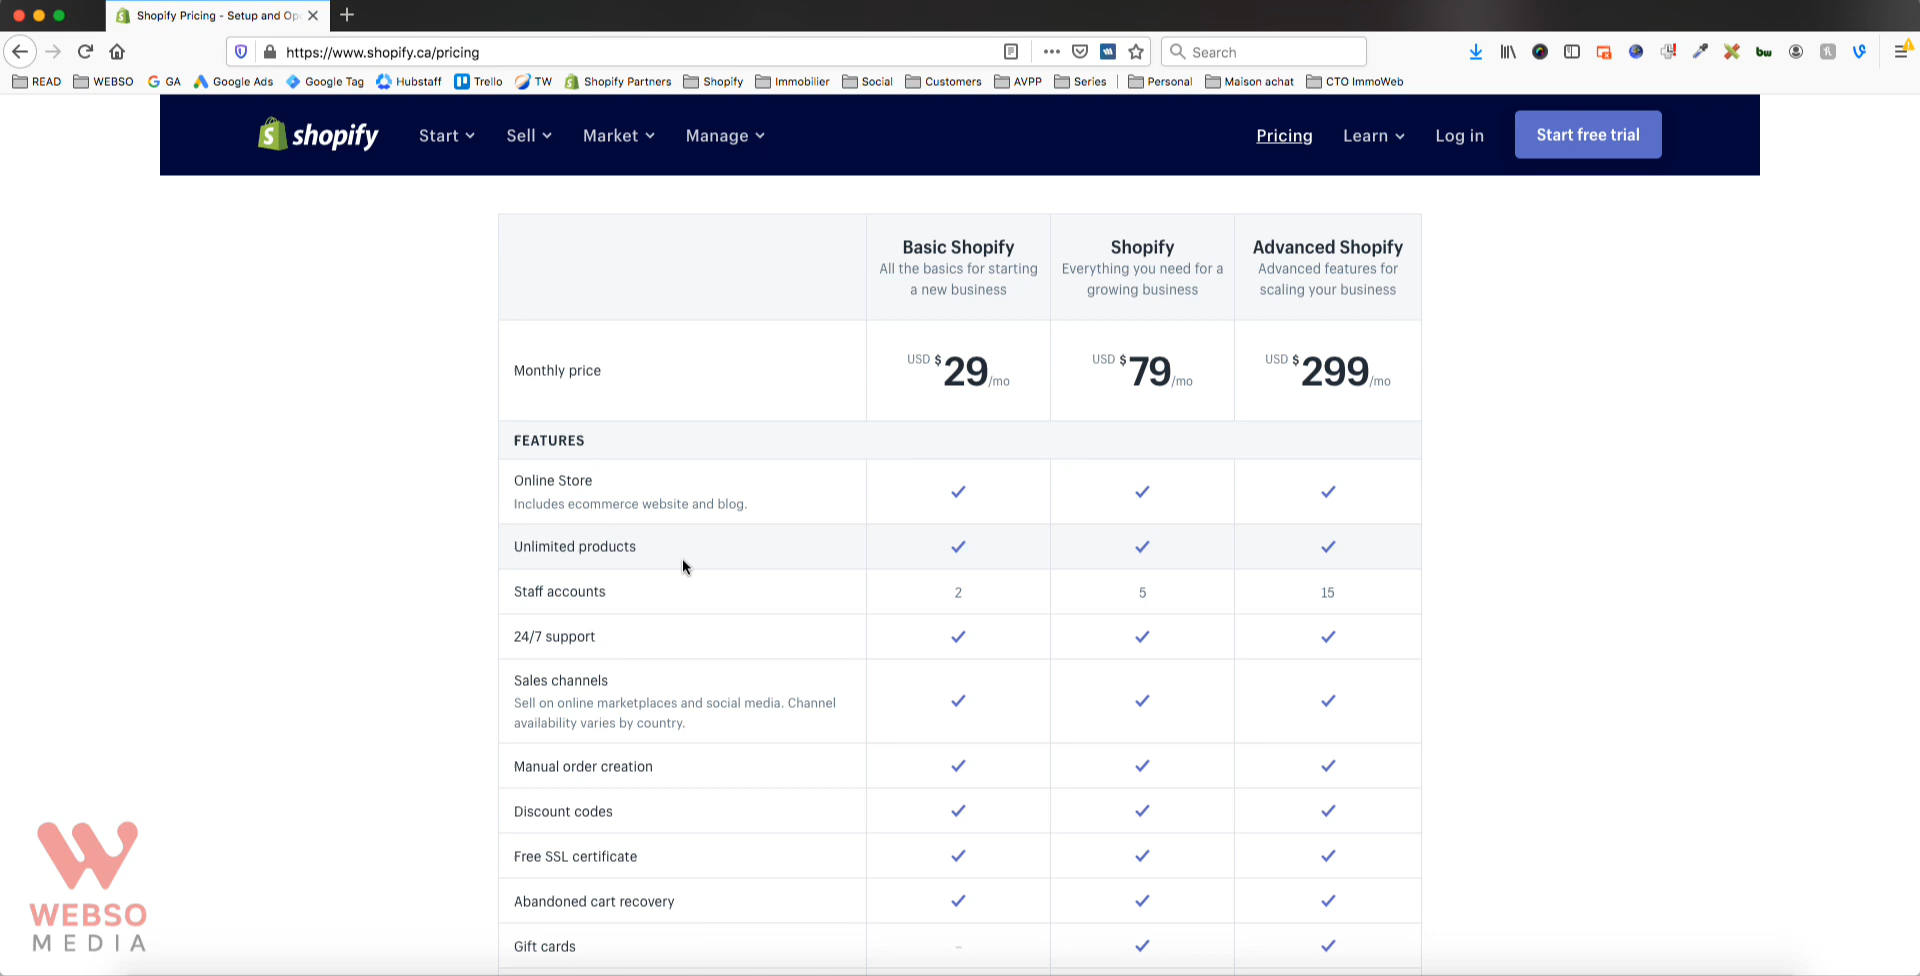 Shopify Pricing - Setup and Op
https://www.shopify.ca/pricing
Search
READ WEBSO GA Google Ads Google Tag Hubstaff Trello TW Shopify Partners Shopify Immobilier Social Customers AVPP Series Personal Maison achat CTO ImmoWeb
shopify Start Sell Market Manage Pricing Learn Log in Start free trial
Basic Shopify Shopify Advanced Shopify
All the basics for starting Everything you need for a Advanced features for
a new business growing business scaling your business
Monthly price USD $ 29 /mo USD $ 79 /mo USD $ 299 /mo
FEATURES
Online Store
Includes ecommerce website and blog.
Unlimited products
Staff accounts 2 5 15
24/7 support
Sales channels
Sell on online marketplaces and social media. Channel
availability varies by country.
Manual order creation
Discount codes
Free SSL certificate
Abandoned cart recovery
Gift cards –
WEBSO
MEDIA